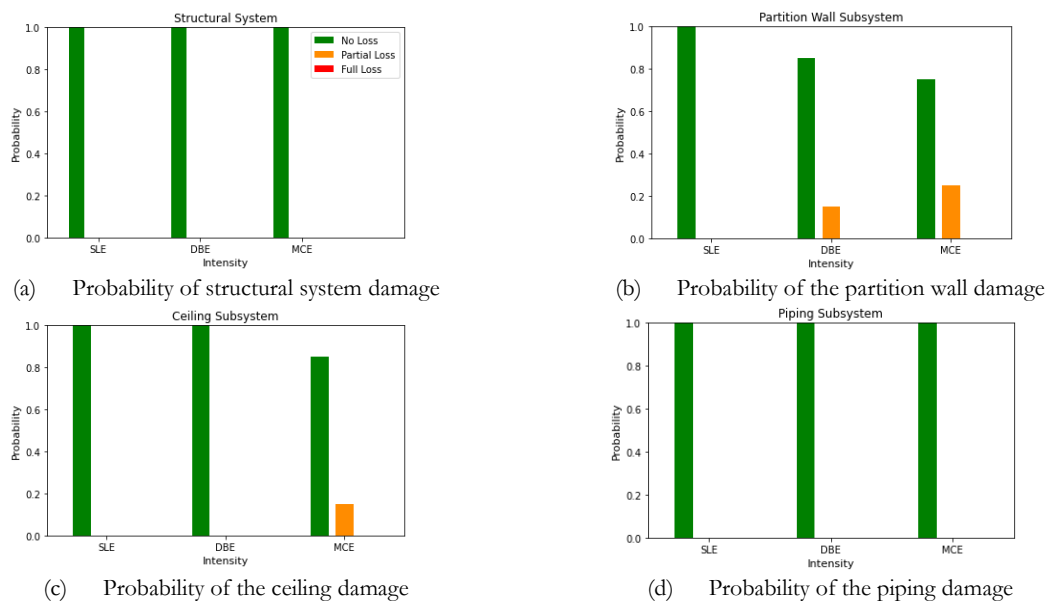 Structural System
1.0
0.8
0.6
0.4
0.2
0.0
Probability
No Loss
Partial Loss
Full Loss
SLE DBE MCE
Intensity
(a) Probability of structural system damage
Partition Wall Subsystem
1.0
0.8
0.6
0.4
0.2
0.0
Probability
SLE DBE MCE
Intensity
(b) Probability of the partition wall damage
Ceiling Subsystem
1.0
0.8
0.6
0.4
0.2
0.0
Probability
SLE DBE MCE
Intensity
(c) Probability of the ceiling damage
Piping Subsystem
1.0
0.8
0.6
0.4
0.2
0.0
Probability
SLE DBE MCE
Intensity
(d) Probability of the piping damage